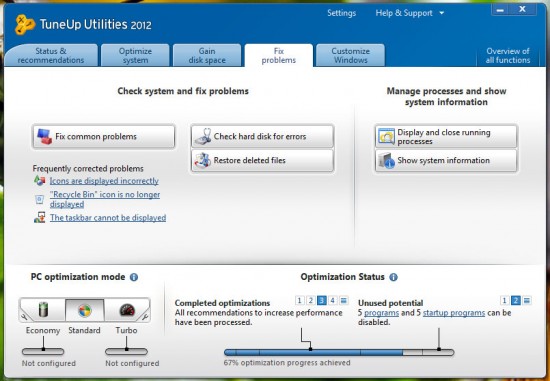 TuneUp Utilities 2012
Settings
Help & Support
Status &
recommendations
Optimize
system
Gain
disk space
Fix
problems
Customize
Windows
Overview of
all functions
Check system and fix problems
Manage processes and show
system information
Fix common problems
Check hard disk for errors
Restore deleted files
Display and close running
processes
Show system information
Frequently corrected problems
Icons are displayed incorrectly
"Recycle Bin" icon is no longer
displayed
The taskbar cannot be displayed
PC optimization mode
Optimization Status
Economy
Standard
Turbo
Not configured
Not configured
Completed optimizations
1 2 3 4
All recommendations to increase performance
have been processed.
Unused potential
1 2
5 programs and 5 startup programs can be
disabled.
67% optimization progress achieved